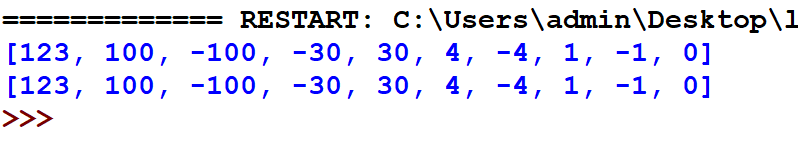 ============= RESTART: C:\Users\admin\Desktop\
[123, 100, -100, -30, 30, 4, -4, 1, -1, 0]
[123, 100, -100, -30, 30, 4, -4, 1, -1, 0]
>>>